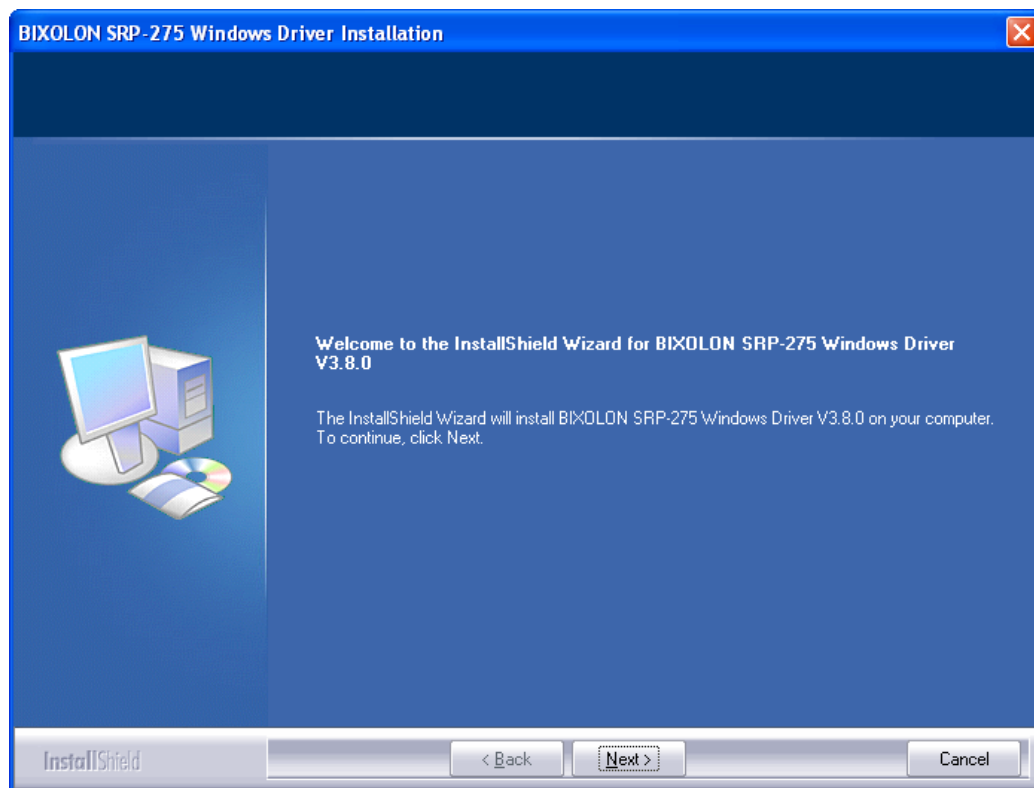 BIXOLON SRP-275 Windows Driver Installation
Welcome to the InstallShield Wizard for BIXOLON SRP-275 Windows Driver
V3.8.0
The InstallShield Wizard will install BIXOLON SRP-275 Windows Driver V3.8.0 on your computer.
To continue, click Next.
InstallShield
< Back
Next >
Cancel